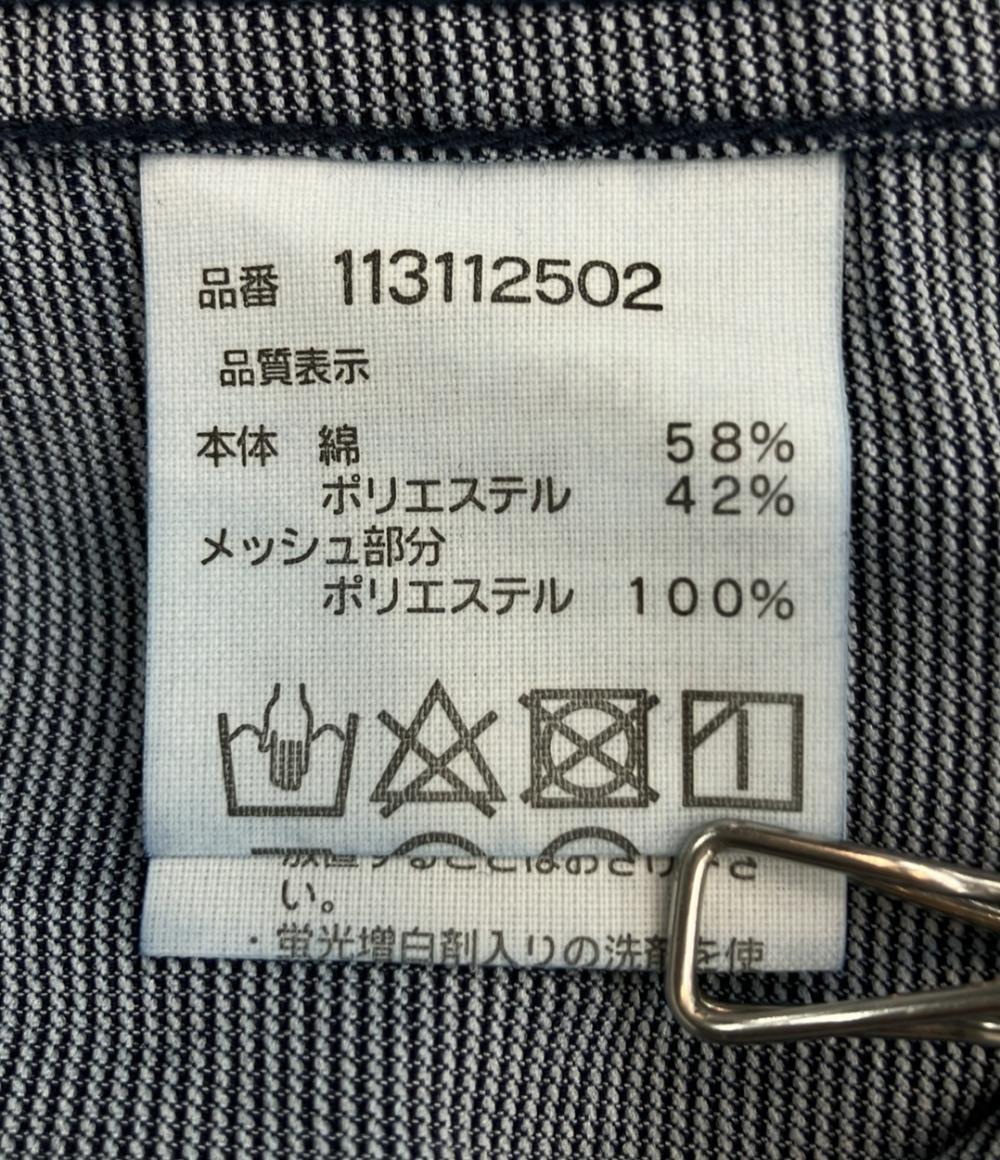 品番 113112502
品質表示
本体 綿 58%
ポリエステル 42%
メッシュ部分
ポリエステル 100%
い。
・蛍光増白剤入りの洗剤を使